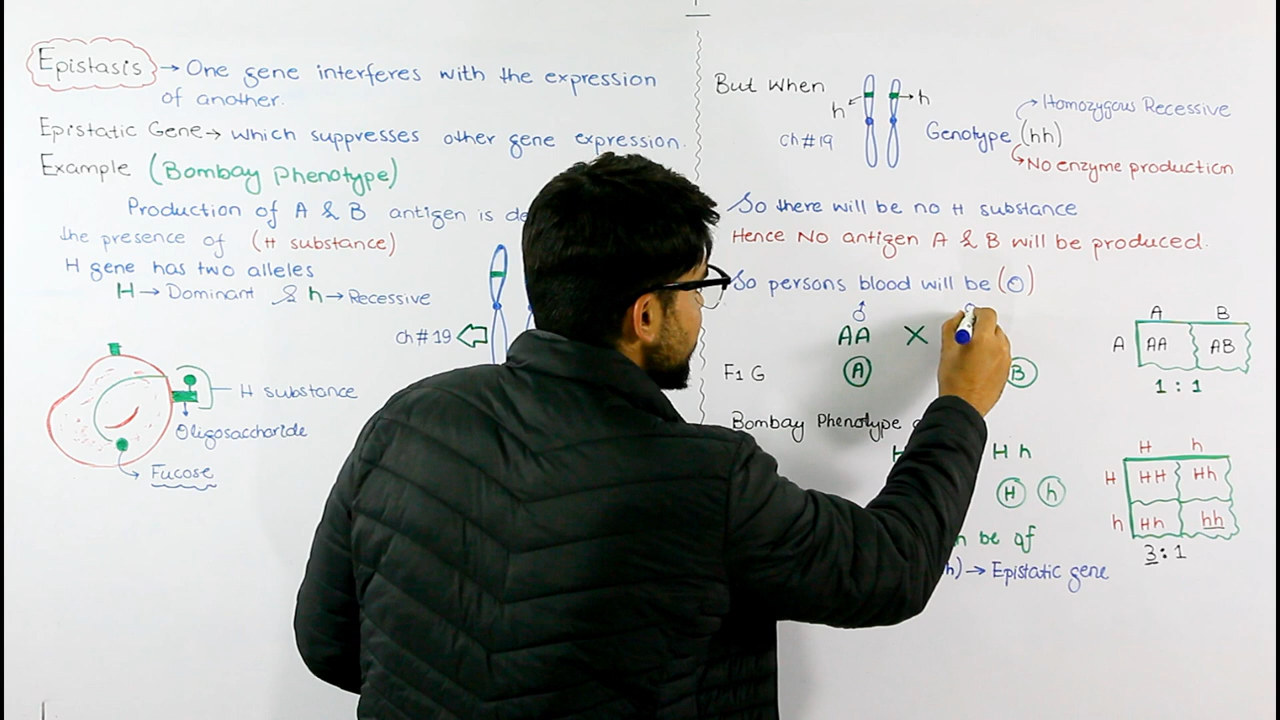 Epistasis → One gene interferes with the expression
of another.
Epistatic Gene → which suppresses other gene expression.
Example (Bombay Phenotype)
Production of A & B antigen is
the presence of (H substance)
H gene has two alleles
H → Dominant & h → Recessive
Ch # 19
H substance
Oligosaccharide
Fucose
But When
h h
Ch # 19
Genotype (hh)
Homozygous Recessive
No enzyme production
So there will be no H substance
Hence No antigen A & B will be produced.
So persons blood will be (O)
♂
AA X
F1 G
A B
Bombay Phenotype
H h
H h
be of
h) → Epistatic gene
A B
A AA AB
1 : 1
H h
H HH Hh
h Hh hh
3 : 1